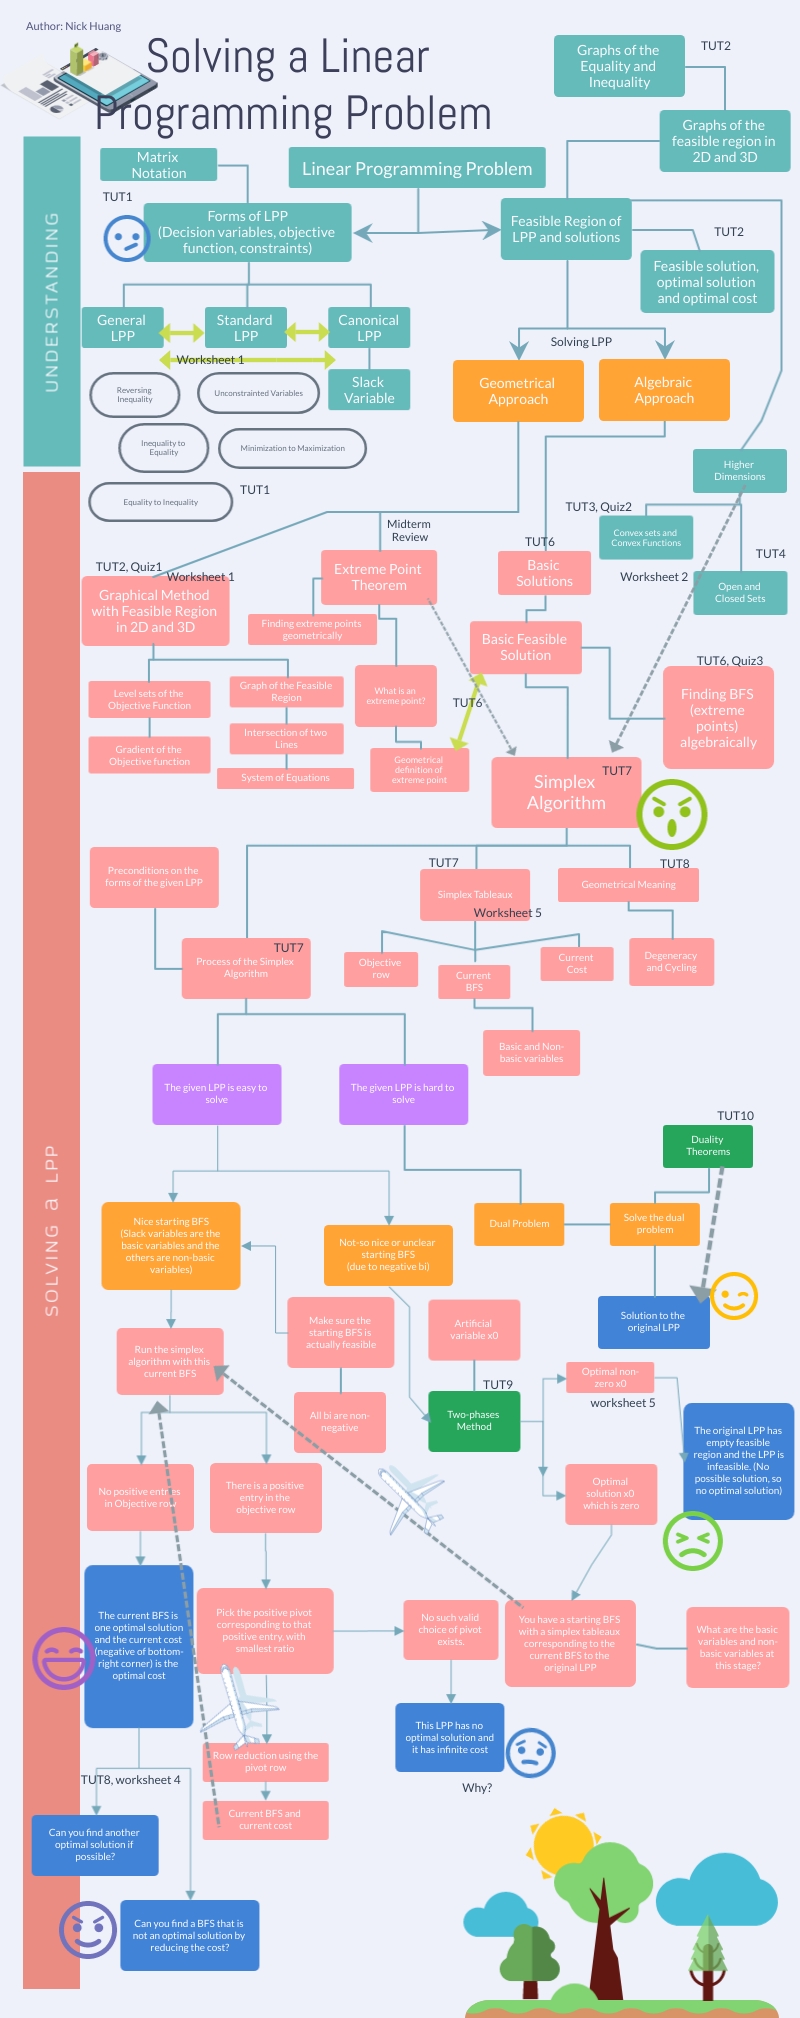 Author: Nick Huang
Solving a Linear
Programming Problem
Graphs of the
Equality and
Inequality
TUT2
Graphs of the
feasible region in
2D and 3D
UNDERSTANDING
Matrix
Notation
Linear Programming Problem
TUT1
Forms of LPP
(Decision variables, objective
function, constraints)
Feasible Region of
LPP and solutions
TUT2
Feasible solution,
optimal solution
and optimal cost
General
LPP
Standard
LPP
Canonical
LPP
Worksheet 1
Slack
Variable
Solving LPP
Geometrical
Approach
Algebraic
Approach
Reversing
Inequality
Unconstrainted Variables
Inequality to
Equality
Minimization to Maximization
Equality to Inequality
TUT1
Higher
Dimensions
TUT3, Quiz2
Convex sets and
Convex Functions
TUT4
Worksheet 2
Open and
Closed Sets
SOLVING a LPP
Midterm
Review
TUT6
TUT2, Quiz1
Worksheet 1
Graphical Method
with Feasible Region
in 2D and 3D
Extreme Point
Theorem
Basic
Solutions
Finding extreme points
geometrically
Basic Feasible
Solution
TUT6, Quiz3
Finding BFS
(extreme
points)
algebraically
Level sets of the
Objective Function
Graph of the Feasible
Region
What is an
extreme point?
TUT6
Gradient of the
Objective function
Intersection of two
Lines
System of Equations
Geometrical
definition of
extreme point
TUT7
Simplex
Algorithm
Preconditions on the
forms of the given LPP
TUT7
Simplex Tableaux
Worksheet 5
TUT8
Geometrical Meaning
TUT7
Process of the Simplex
Algorithm
Objective
row
Current
BFS
Current
Cost
Degeneracy
and Cycling
Basic and Non-
basic variables
The given LPP is easy to
solve
The given LPP is hard to
solve
TUT10
Duality
Theorems
Nice starting BFS
(Slack variables are the
basic variables and the
others are non-basic
variables)
Not-so nice or unclear
starting BFS
(due to negative bi)
Dual Problem
Solve the dual
problem
Solution to the
original LPP
Run the simplex
algorithm with this
current BFS
Make sure the
starting BFS is
actually feasible
Artificial
variable x0
All bi are non-
negative
TUT9
Two-phases
Method
Optimal non-
zero x0
worksheet 5
The original LPP has
empty feasible
region and the LPP is
infeasible. (No
possible solution, so
no optimal solution)
No positive entries
in Objective row
There is a positive
entry in the
objective row
Optimal
solution x0
which is zero
The current BFS is
one optimal solution
and the current cost
(negative of bottom-
right corner) is the
optimal cost
Pick the positive pivot
corresponding to that
positive entry, with
smallest ratio
No such valid
choice of pivot
exists.
You have a starting BFS
with a simplex tableaux
corresponding to the
current BFS to the
original LPP
What are the basic
variables and non-
basic variables at
this stage?
This LPP has no
optimal solution and
it has infinite cost
Why?
Row reduction using the
pivot row
Current BFS and
current cost
TUT8, worksheet 4
Can you find another
optimal solution if
possible?
Can you find a BFS that is
not an optimal solution by
reducing the cost?